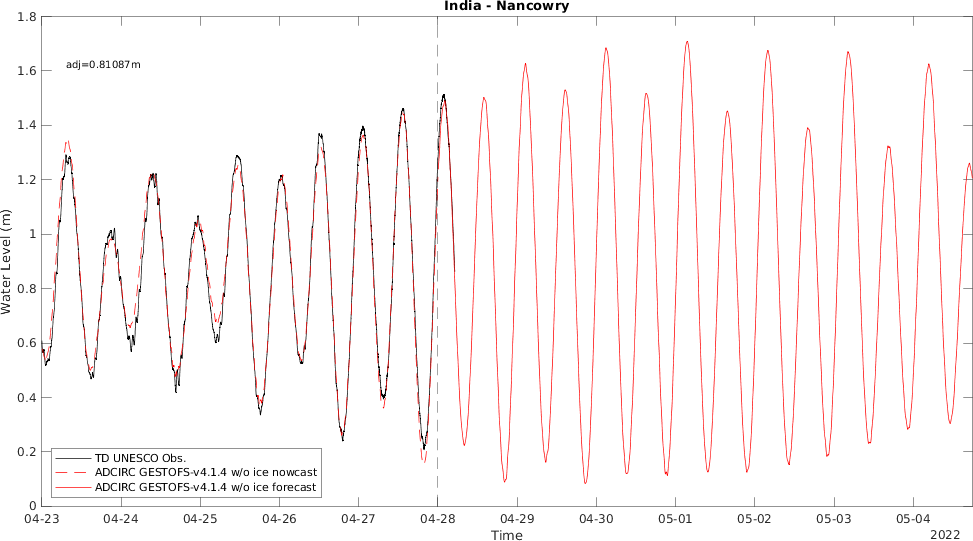 India - Nancowry
adj=0.81087m
Water Level (m)
1.8
1.6
1.4
1.2
1
0.8
0.6
0.4
0.2
0
TD UNESCO Obs.
ADCIRC GESTOFS-v4.1.4 w/o ice nowcast
ADCIRC GESTOFS-v4.1.4 w/o ice forecast
04-23 04-24 04-25 04-26 04-27 04-28 04-29 04-30 05-01 05-02 05-03 05-04
Time
2022